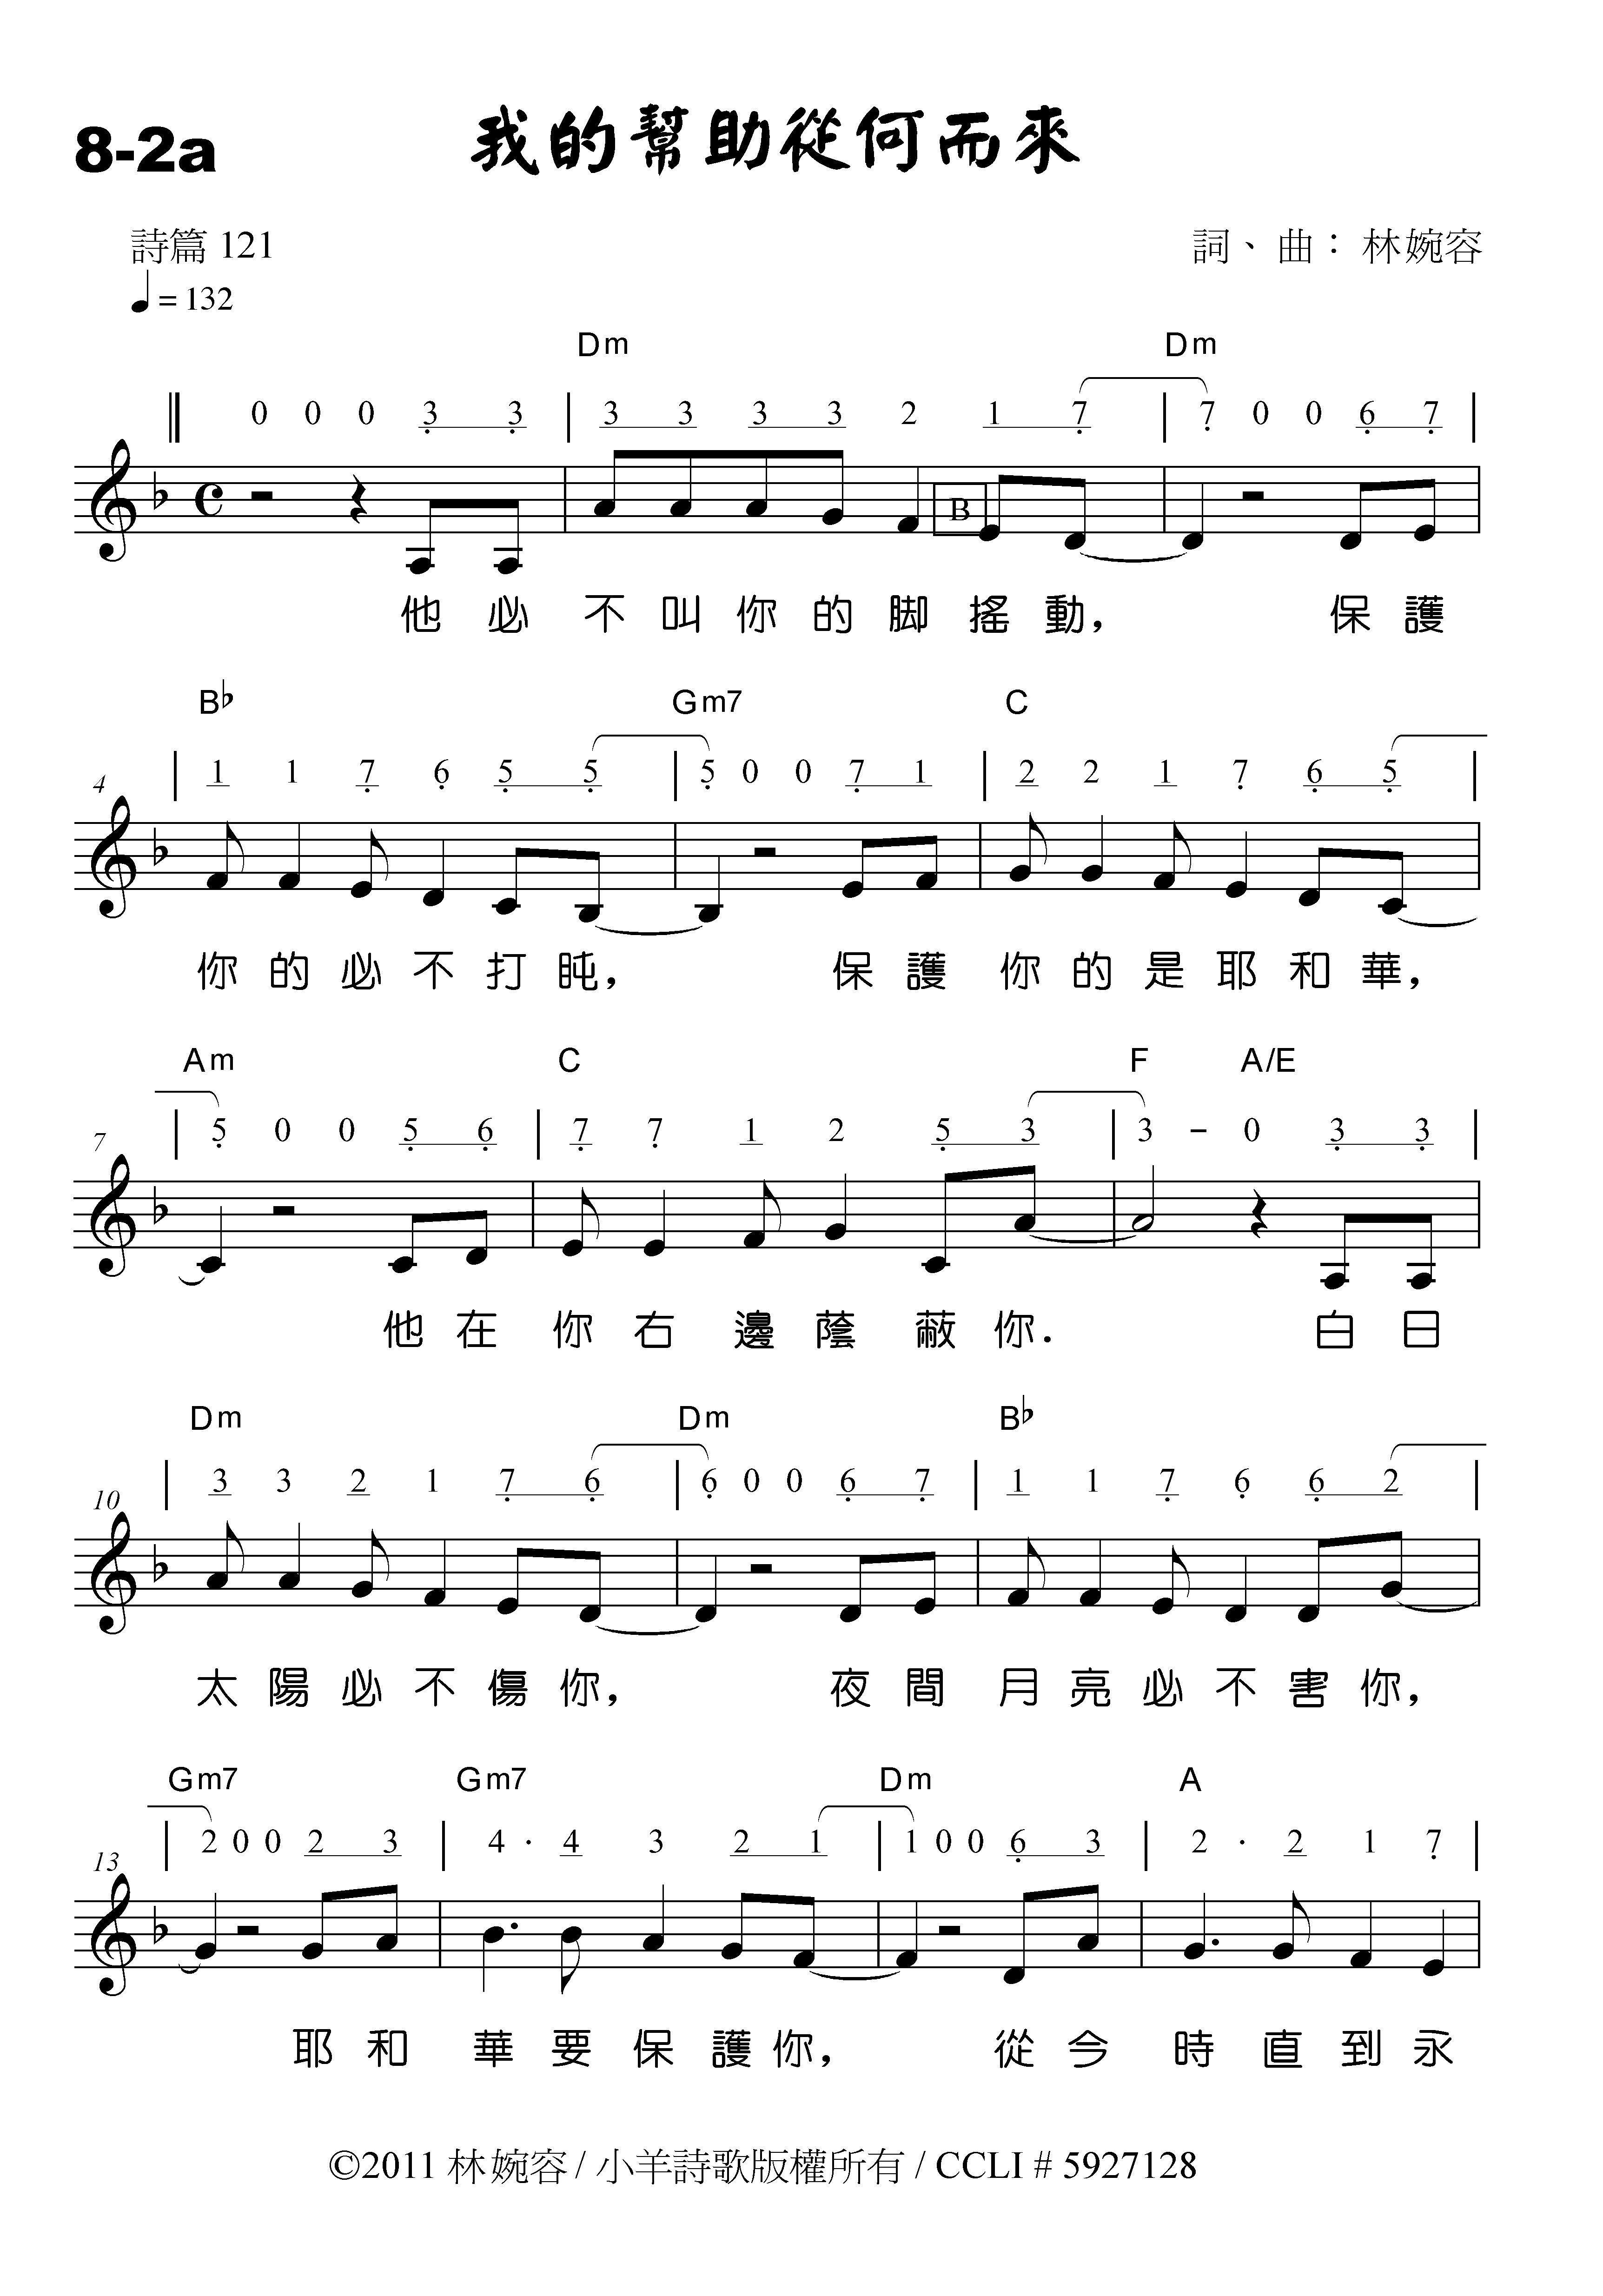 8-2a 我的幫助從何而來
詩篇 121 詞、曲：林婉容
= 132
Dm Dm
0 0 0 3 3 | 3 3 3 3 2 1 7 | 7 0 0 6 7 |
B
他必不叫你的脚搖動， 保護
B♭ Gm7 C
4 | 1 1 7 6 5 5 | 5 0 0 7 1 | 2 2 1 7 6 5 |
你的必不打盹， 保護你的是耶和華，
Am C F A/E
7 | 5 0 0 5 6 | 7 7 1 2 5 3 | 3 - 0 3 3 |
他在你右邊蔭蔽你. 白日
Dm Dm B♭
10 | 3 3 2 1 7 6 | 6 0 0 6 7 | 1 1 7 6 6 2 |
太陽必不傷你， 夜間月亮必不害你，
Gm7 Gm7 Dm A
13 | 2 0 0 2 3 | 4 · 4 3 2 1 | 1 0 0 6 3 | 2 · 2 1 7 |
耶和華要保護你， 從今時直到永
©2011 林婉容 / 小羊詩歌版權所有 / CCLI # 5927128